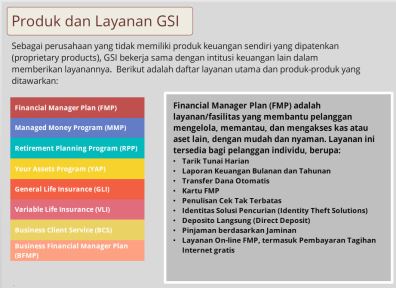 Produk dan Layanan GSI
Sebagai perusahaan yang tidak memiliki produk keuangan sendiri yang dipatenkan
(proprietary products), GSI bekerja sama dengan intitusi keuangan lain dalam
memberikan layanannya. Berikut adalah daftar layanan utama dan produk-produk yang
ditawarkan:
Financial Manager Plan (FMP)
Managed Money Program (MMP)
Retirement Planning Program (RPP)
Your Assets Program (YAP)
General Life Insurance (GLI)
Variable Life Insurance (VLI)
Business Client Service (BCS)
Business Financial Manager Plan
(BFMP)
Financial Manager Plan (FMP) adalah
layanan/fasilitas yang membantu pelanggan
mengelola, memantau, dan mengakses kas atau
aset lain, dengan mudah dan nyaman. Layanan ini
tersedia bagi pelanggan individu, berupa:
• Tarik Tunai Harian
• Laporan Keuangan Bulanan dan Tahunan
• Transfer Dana Otomatis
• Kartu FMP
• Penulisan Cek Tak Terbatas
• Identitas Solusi Pencurian (Identity Theft Solutions)
• Deposito Langsung (Direct Deposit)
• Pinjaman berdasarkan Jaminan
• Layanan On-line FMP, termasuk Pembayaran Tagihan
Internet gratis